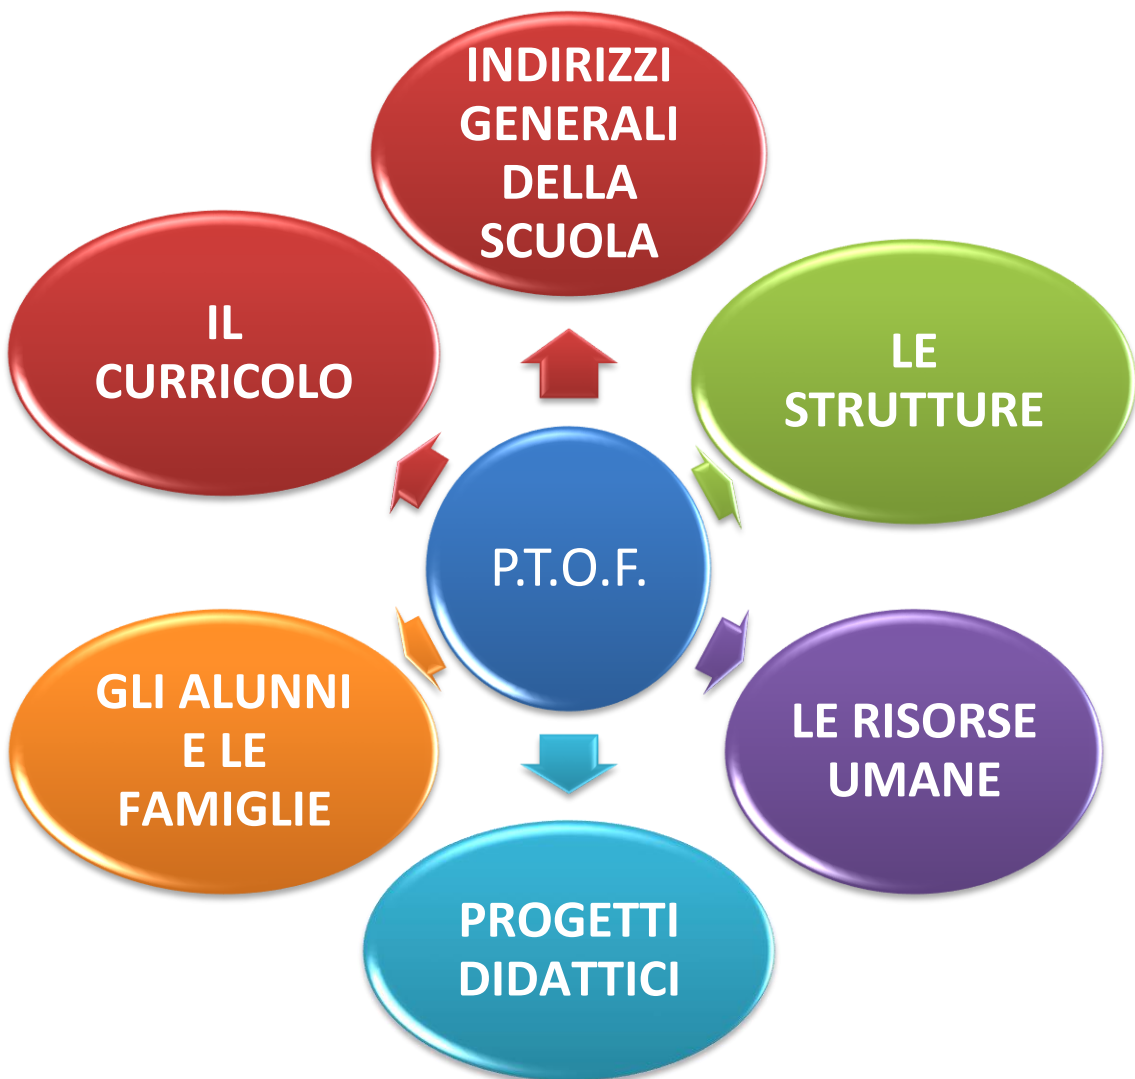 INDIRIZZI
GENERALI
DELLA
SCUOLA
IL
CURRICOLO
LE
STRUTTURE
P.T.O.F.
GLI ALUNNI
E LE
FAMIGLIE
LE RISORSE
UMANE
PROGETTI
DIDATTICI